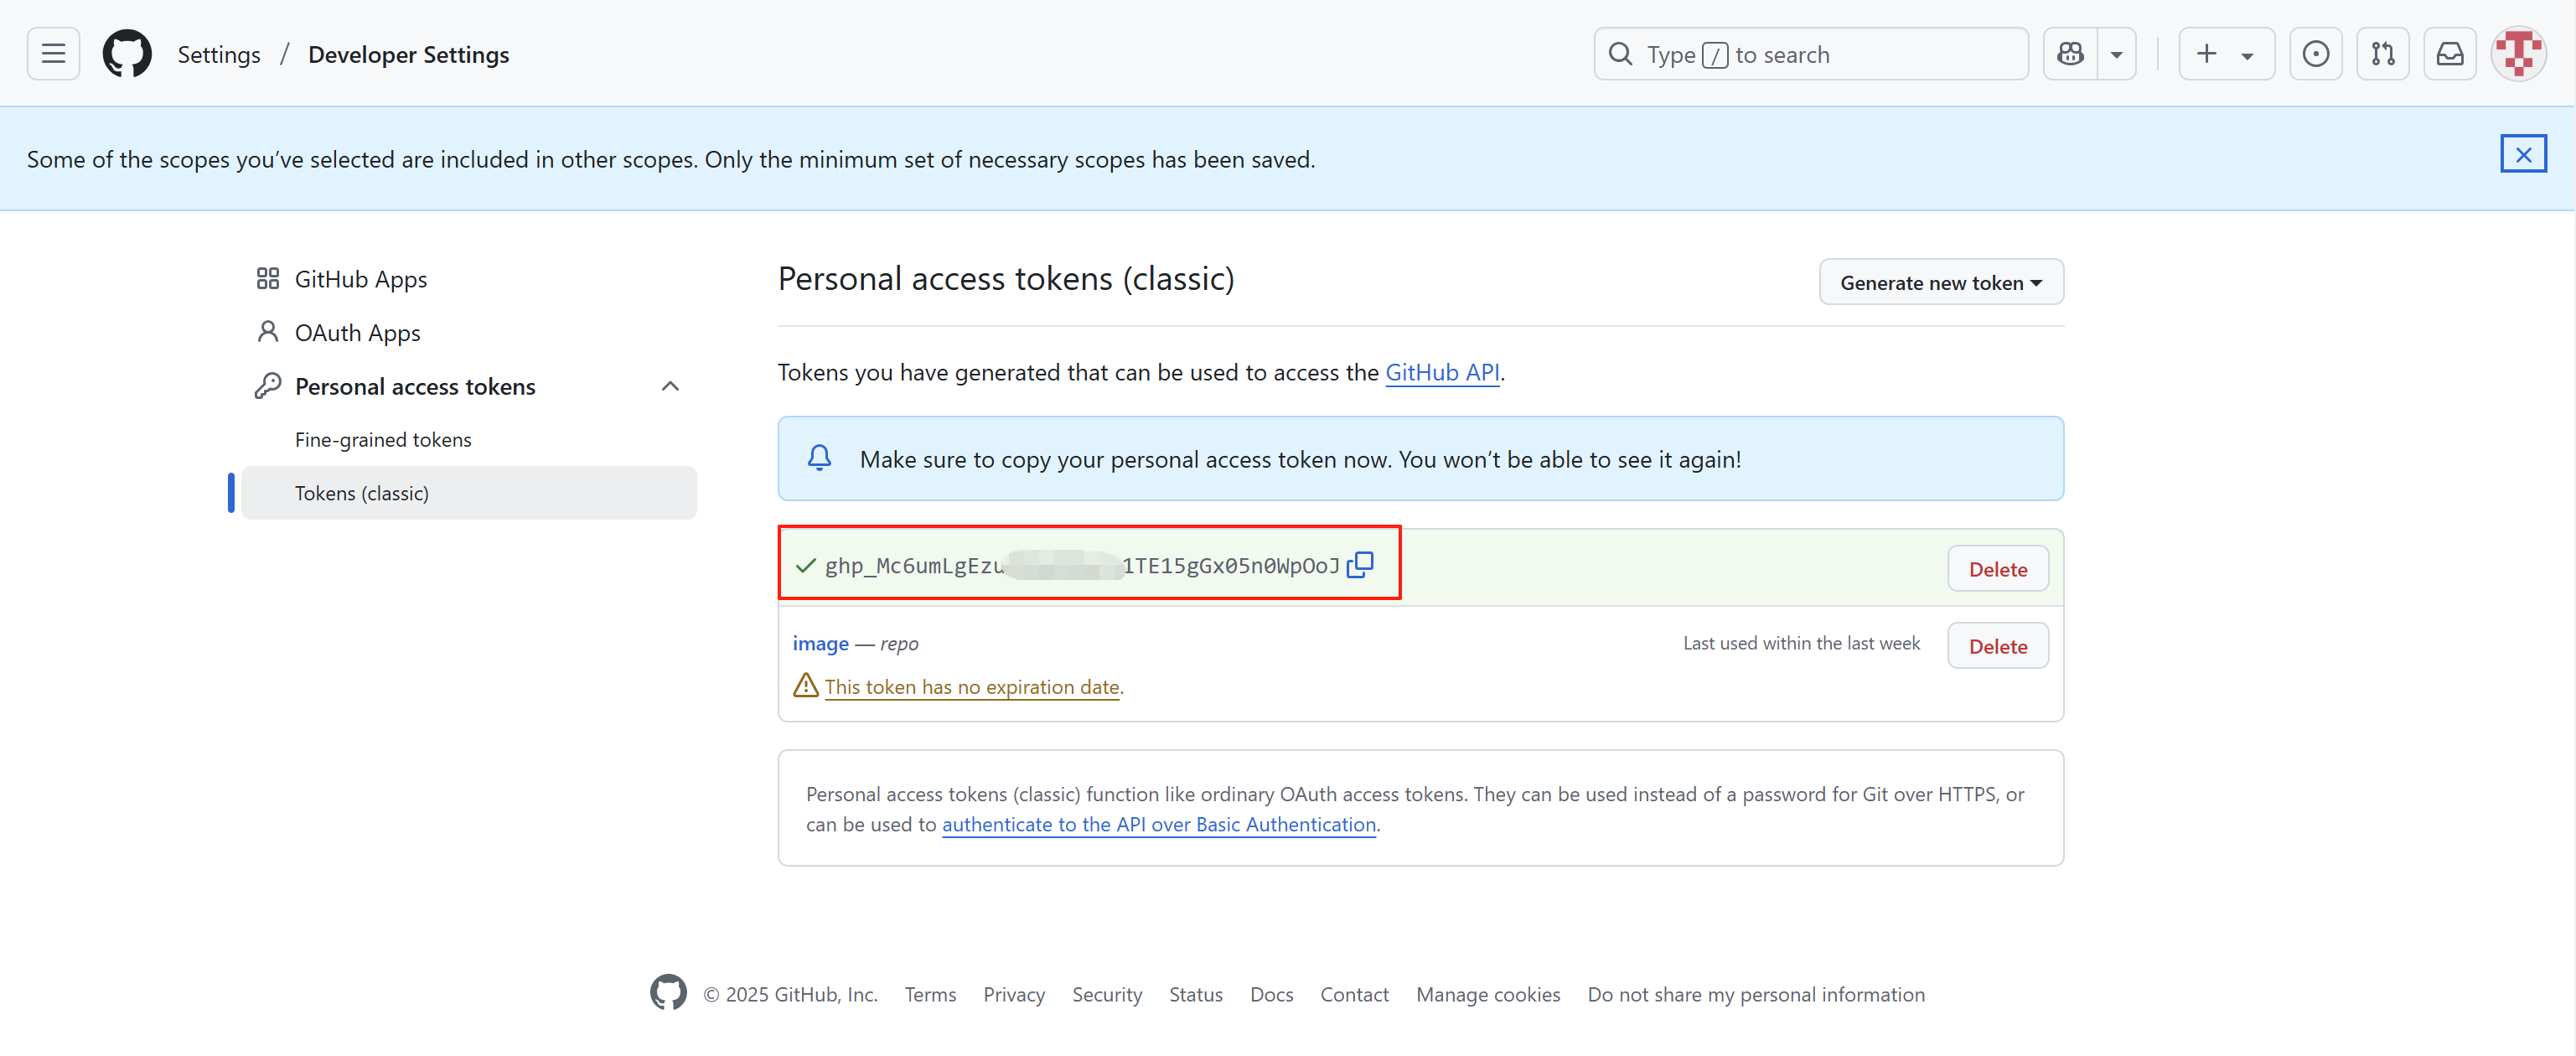 Settings / Developer Settings
Type / to search
Some of the scopes you’ve selected are included in other scopes. Only the minimum set of necessary scopes has been saved.
GitHub Apps
OAuth Apps
Personal access tokens
Fine-grained tokens
Tokens (classic)
Personal access tokens (classic)
Generate new token
Tokens you have generated that can be used to access the GitHub API.
Make sure to copy your personal access token now. You won’t be able to see it again!
ghp_Mc6umLgEzu 1TE15gGx05n0WpOoJ
Delete
image — repo
Last used within the last week
Delete
This token has no expiration date.
Personal access tokens (classic) function like ordinary OAuth access tokens. They can be used instead of a password for Git over HTTPS, or
can be used to authenticate to the API over Basic Authentication.
© 2025 GitHub, Inc. Terms Privacy Security Status Docs Contact Manage cookies Do not share my personal information